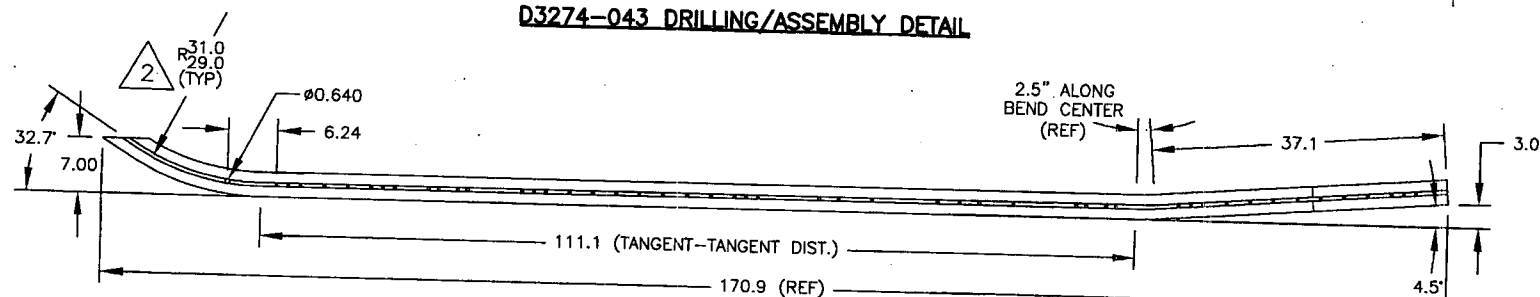 D3274-043 DRILLING/ASSEMBLY DETAIL
2
R31.0
29.0
(TYP)
ø0.640
6.24
32.7°
7.00
2.5" ALONG
BEND CENTER
(REF)
37.1
3.0
111.1 (TANGENT-TANGENT DIST.)
170.9 (REF)
4.5°